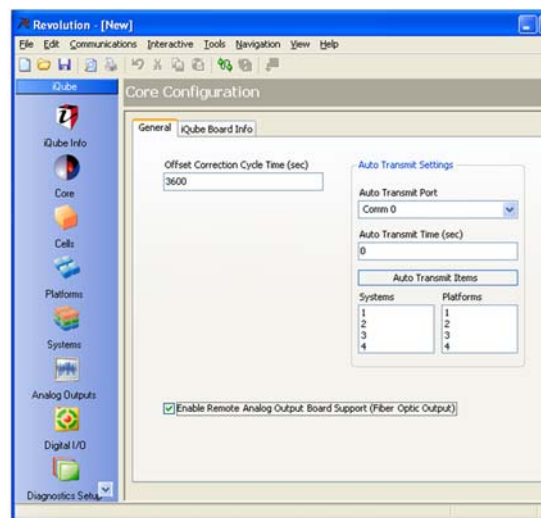 Revolution - [New]
File Edit Communications Interactive Tools Navigation View Help
iQube
Core Configuration
iQube Info
Core
Cells
Platforms
Systems
Analog Outputs
Digital I/O
Diagnostics Setup
General iQube Board Info
Offset Correction Cycle Time (sec)
3600
Auto Transmit Settings
Auto Transmit Port
Comm 0
Auto Transmit Time (sec)
0
Auto Transmit Items
Systems Platforms
1 1
2 2
3 3
4 4
Enable Remote Analog Output Board Support (Fiber Optic Output)